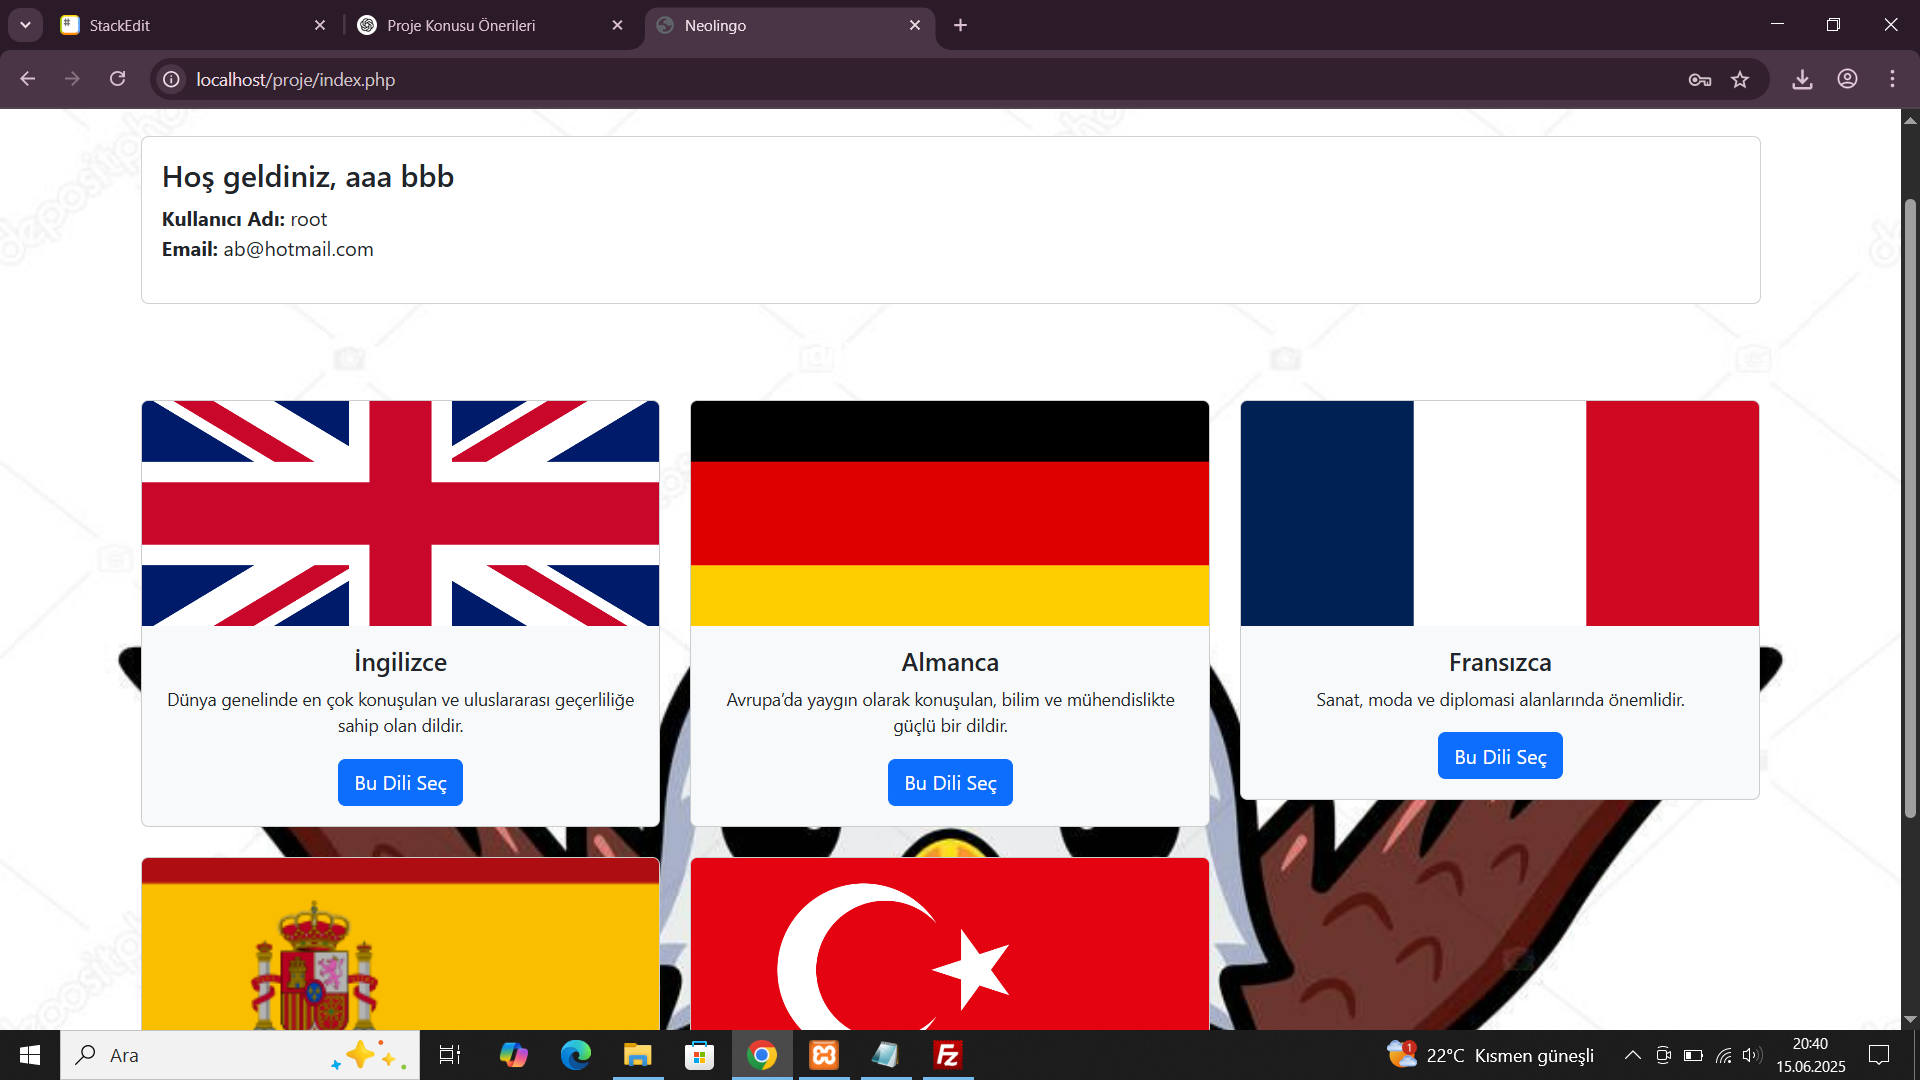 StackEdit
Proje Konusu Önerileri
Neolingo
localhost/proje/index.php
Hoş geldiniz, aaa bbb
Kullanıcı Adı: root
Email: ab@hotmail.com
depositpho
İngilizce
Dünya genelinde en çok konuşulan ve uluslararası geçerliliğe
sahip olan dildir.
Bu Dili Seç
Almanca
Avrupa’da yaygın olarak konuşulan, bilim ve mühendislikte
güçlü bir dildir.
Bu Dili Seç
Fransızca
Sanat, moda ve diplomasi alanlarında önemlidir.
Bu Dili Seç
Ara
1
22°C Kısmen güneşli
20:40
15.06.2025